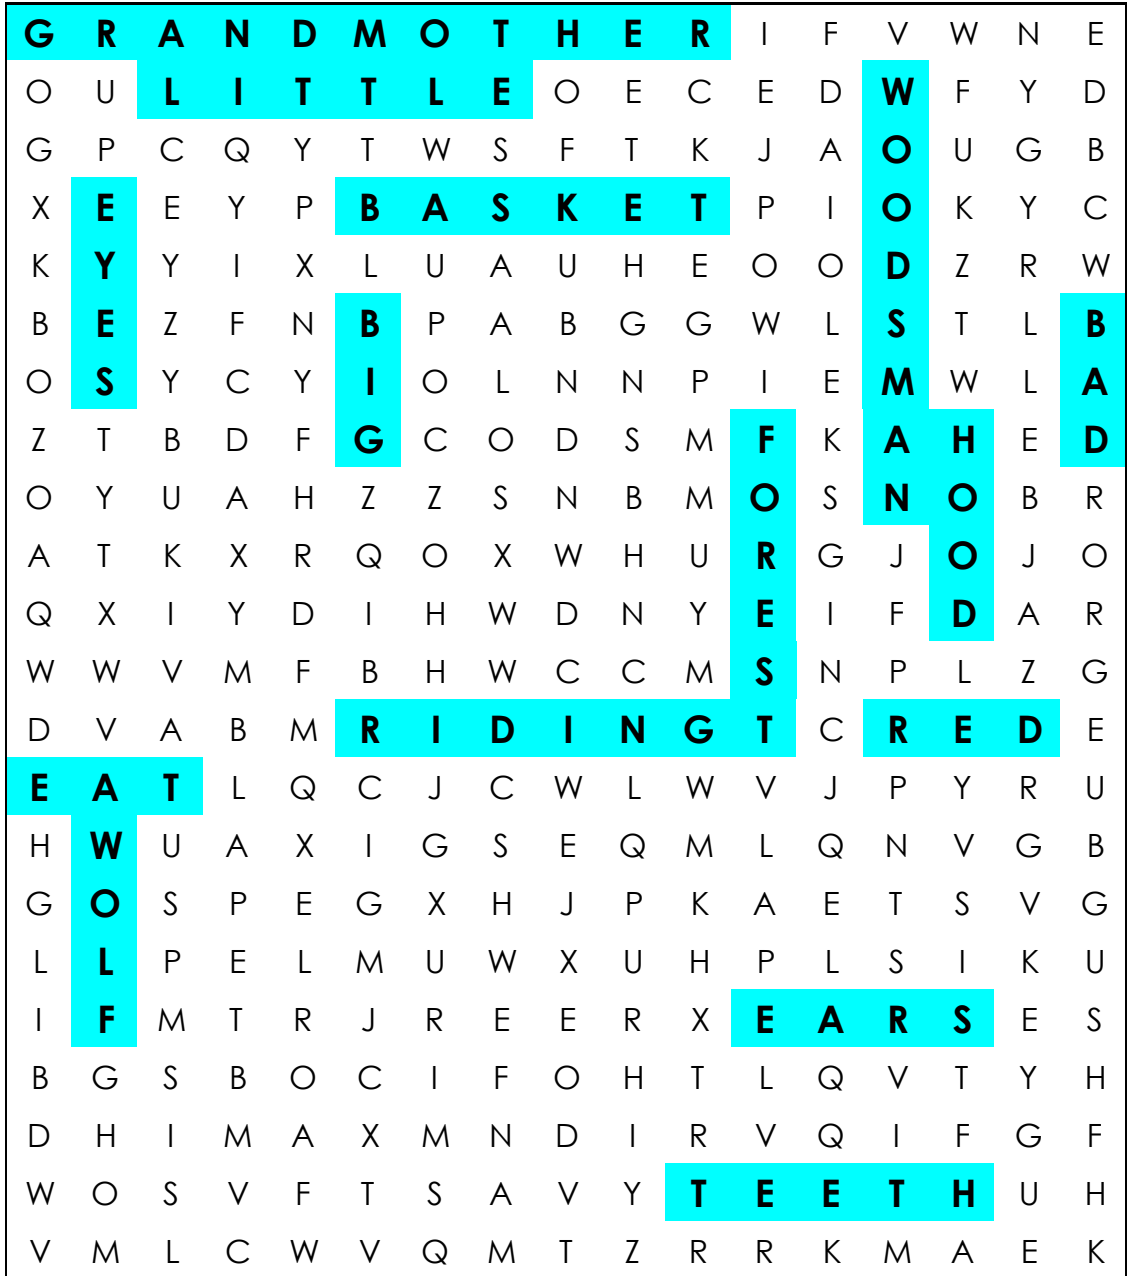 G R A N D M O T H E R I F V W N E
O U L I T T L E O E C E D W F Y D
G P C Q Y T W S F T K J A O U G B
X E E Y P B A S K E T P I O K Y C
K Y Y I X L U A U H E O O D Z R W
B E Z F N B P A B G G W L S T L B
O S Y C Y I O L N N P I E M W L A
Z T B D F G C O D S M F K A H E D
O Y U A H Z Z S N B M O S N O B R
A T K X R Q O X W H U R G J O J O
Q X I Y D I H W D N Y E I F D A R
W W V M F B H W C C M S N P L Z G
D V A B M R I D I N G T C R E D E
E A T L Q C J C W L W V J P Y R U
H W U A X I G S E Q M L Q N V G B
G O S P E G X H J P K A E T S V G
L L P E L M U W X U H P L S I K U
I F M T R J R E E R X E A R S E S
B G S B O C I F O H T L Q V T Y H
D H I M A X M N D I R V Q I F G F
W O S V F T S A V Y T E E T H U H
V M L C W V Q M T Z R R K M A E K